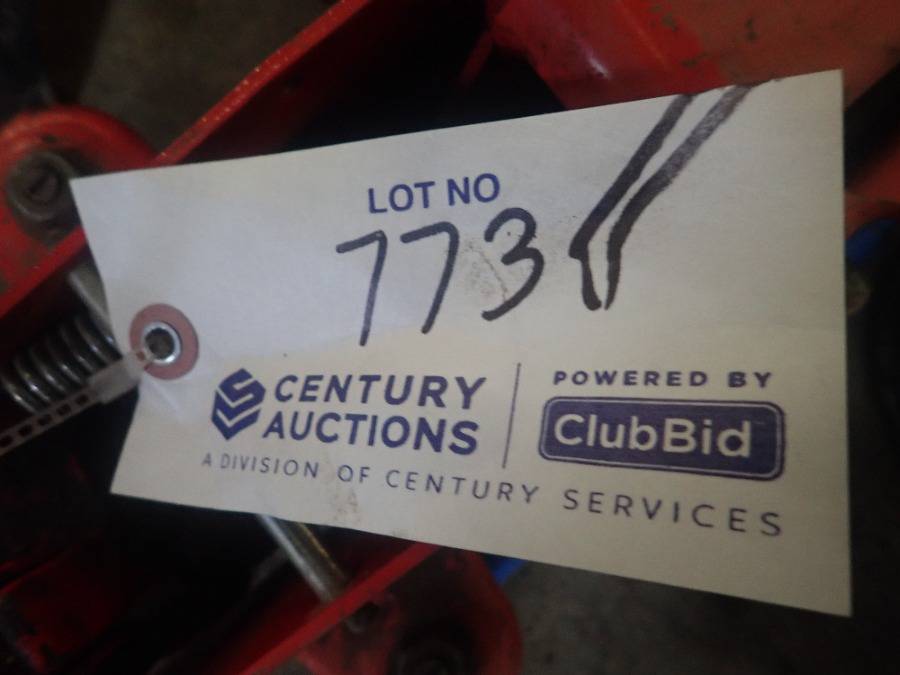 LOT NO
773
CENTURY
AUCTIONS
A DIVISION OF CENTURY SERVICES
POWERED BY
ClubBid